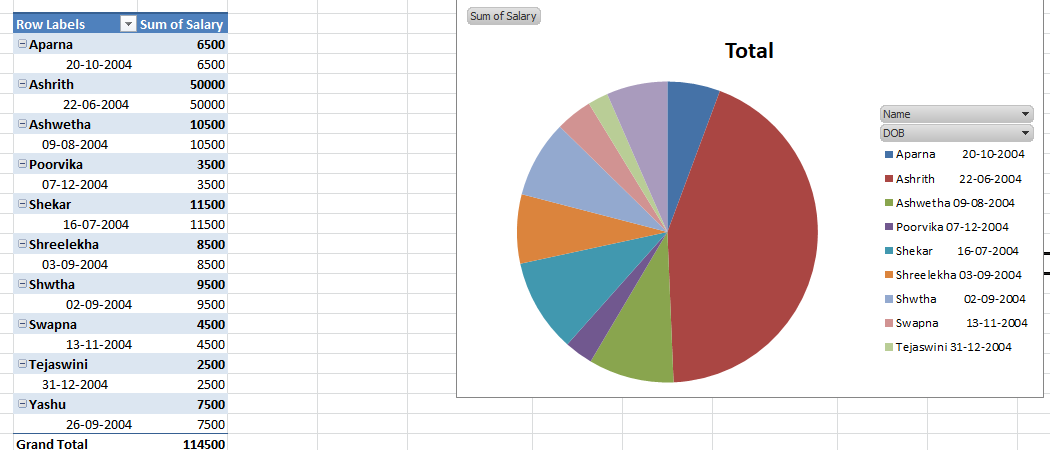 Row Labels Sum of Salary
Aparna 6500
20-10-2004 6500
Ashrith 50000
22-06-2004 50000
Ashwetha 10500
09-08-2004 10500
Poorvika 3500
07-12-2004 3500
Shekar 11500
16-07-2004 11500
Shreelekha 8500
03-09-2004 8500
Shwtha 9500
02-09-2004 9500
Swapna 4500
13-11-2004 4500
Tejaswini 2500
31-12-2004 2500
Yashu 7500
26-09-2004 7500
Grand Total 114500
Sum of Salary
Total
Name
DOB
Aparna 20-10-2004
Ashrith 22-06-2004
Ashwetha 09-08-2004
Poorvika 07-12-2004
Shekar 16-07-2004
Shreelekha 03-09-2004
Shwtha 02-09-2004
Swapna 13-11-2004
Tejaswini 31-12-2004